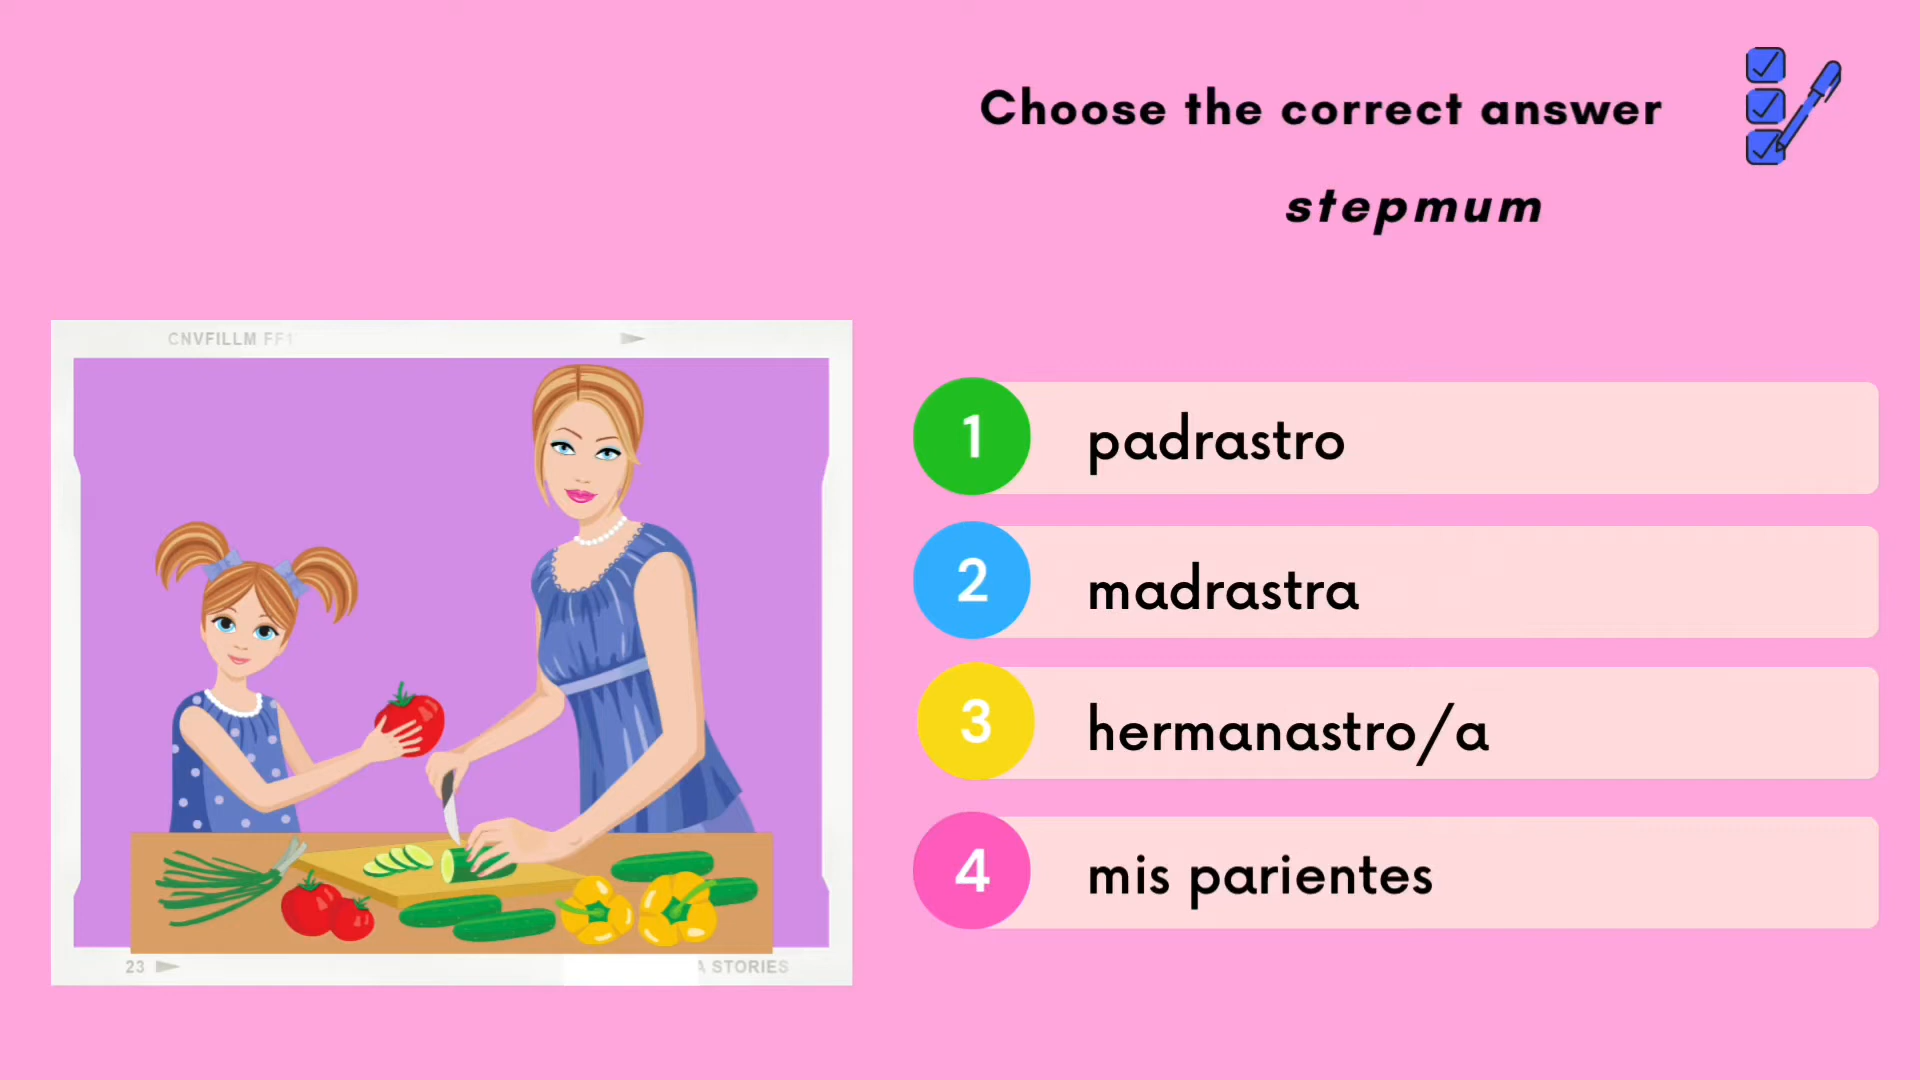 Choose the correct answer
stepmum
CNVFILLM FF1
1 padrastro
2 madrastra
3 hermanastro/a
4 mis parientes
23
A STORIES